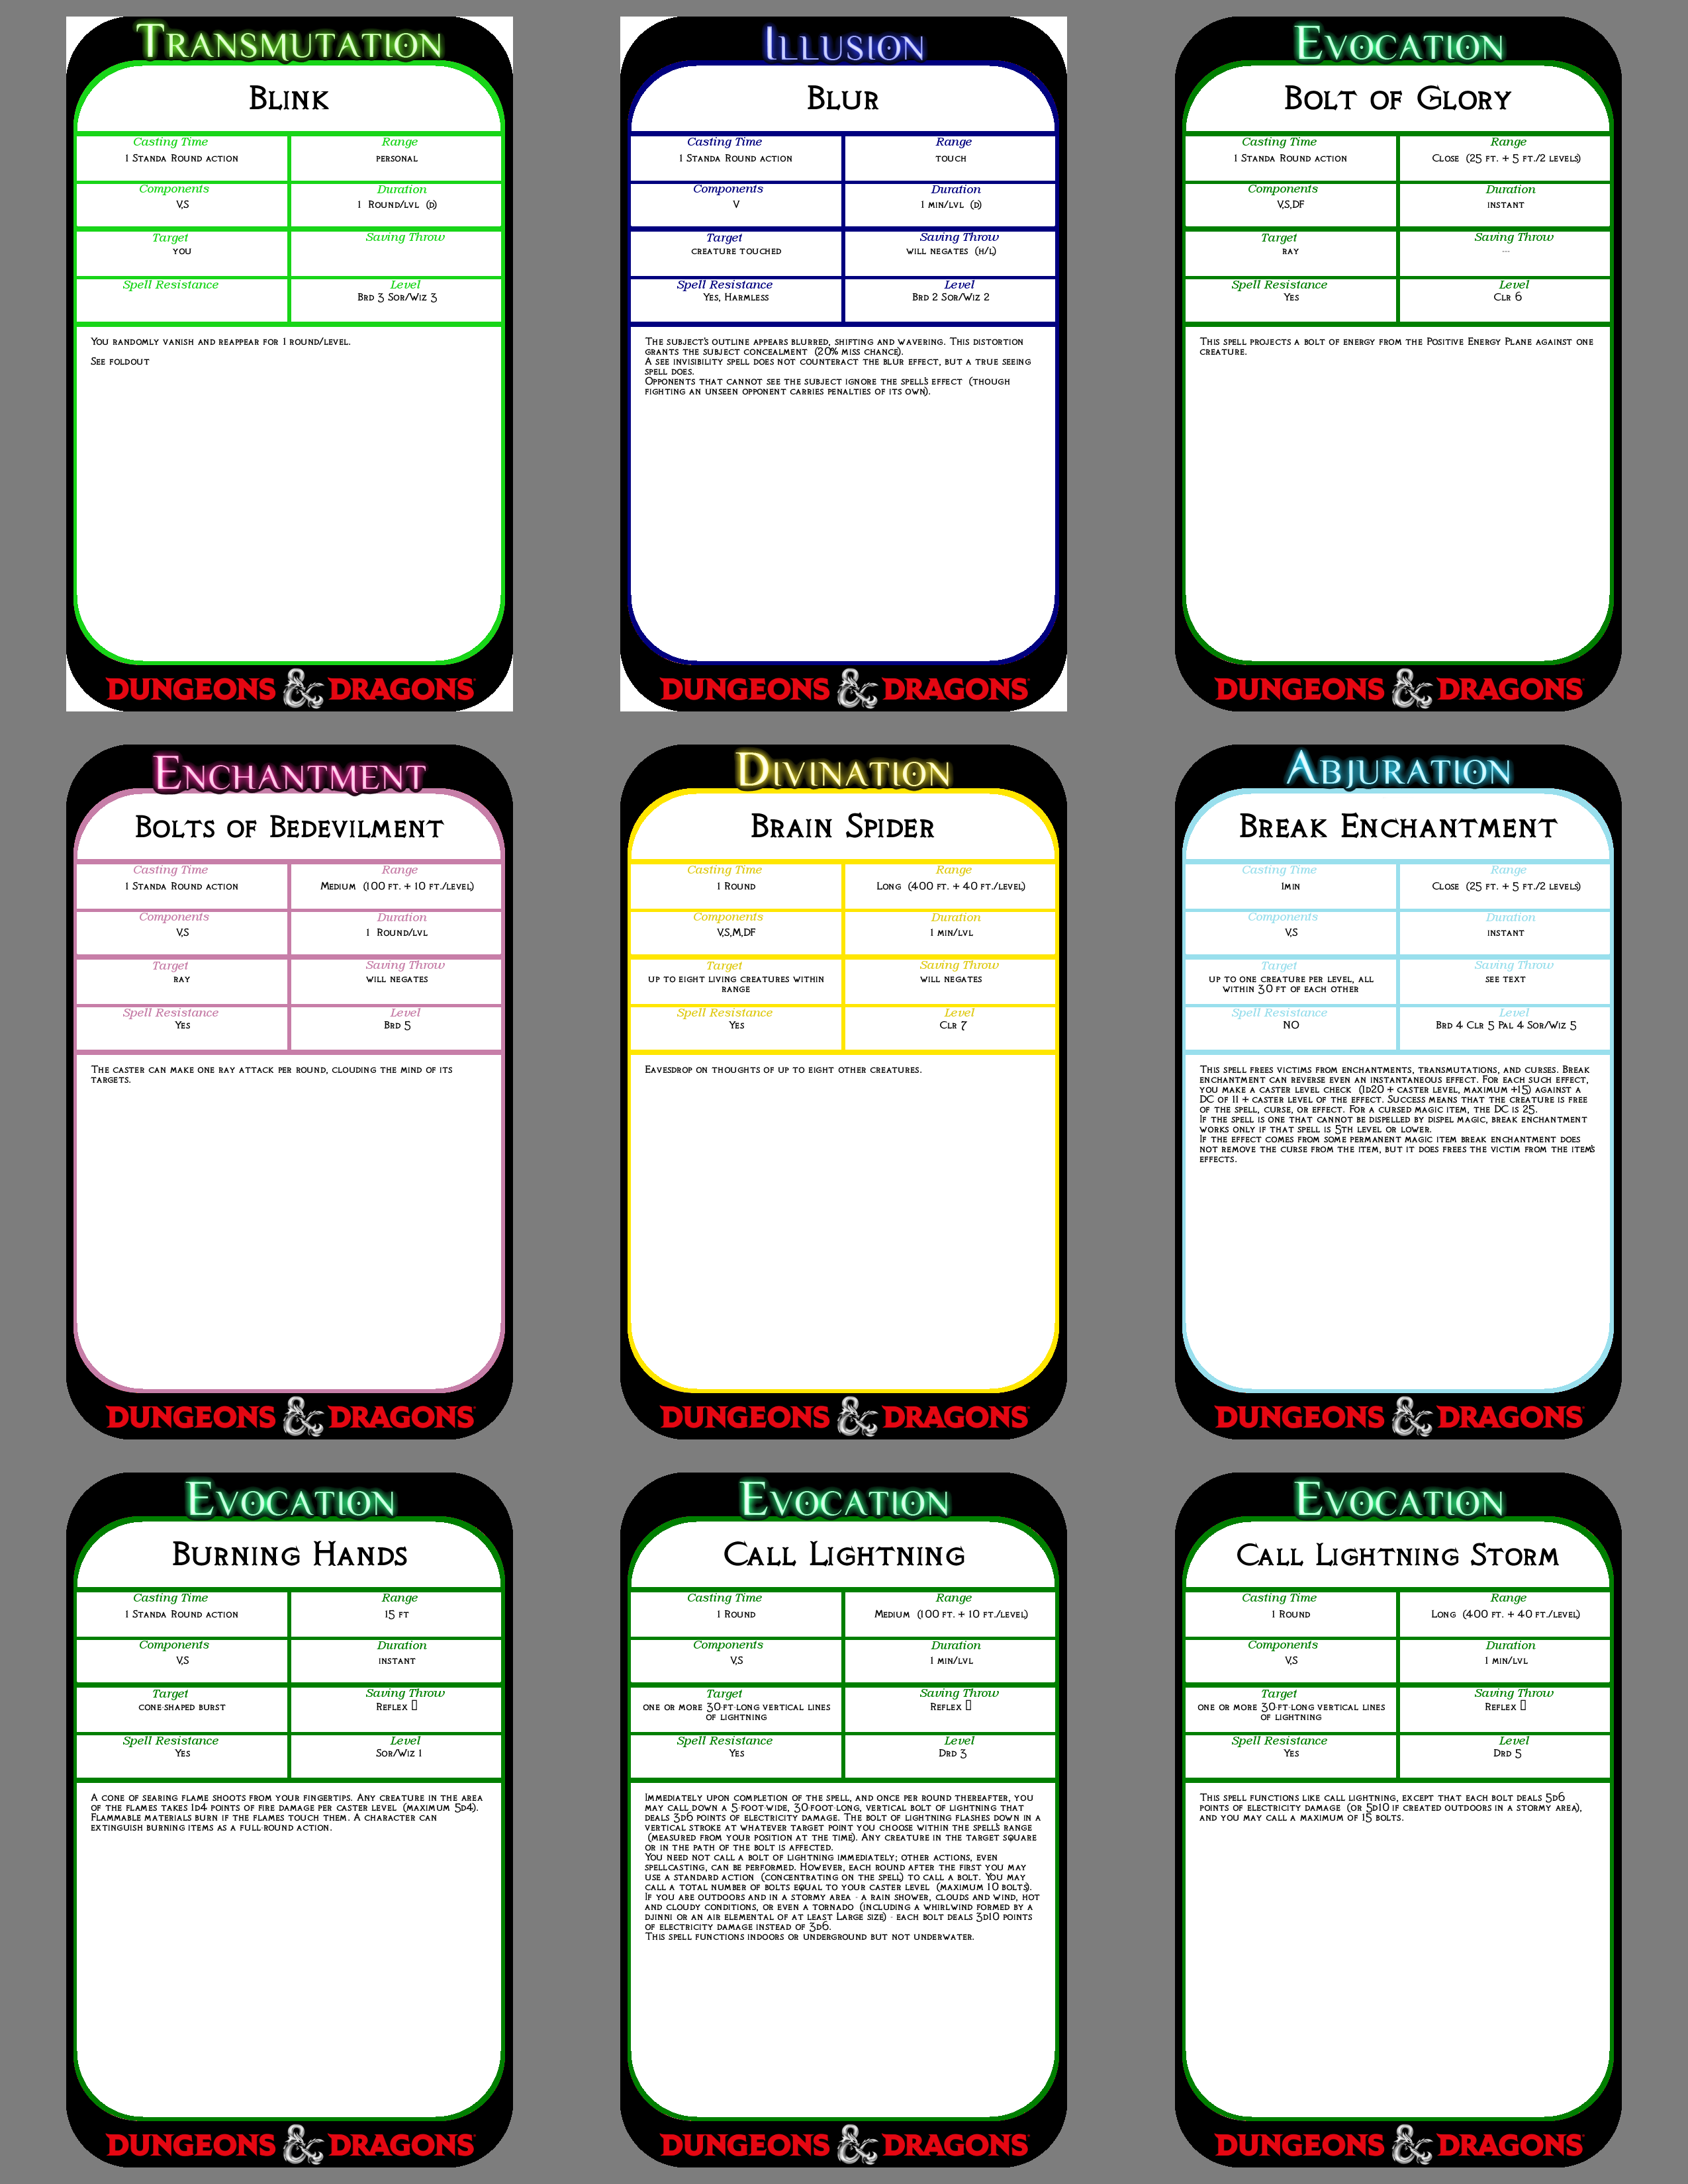 Transmutation
Blink
Casting Time
Range
1 Standa Round action
personal
Components
Duration
V,S
1 Round/lvl (d)
Target
Saving Throw
you
Spell Resistance
Level
Brd 3 Sor/Wiz 3
You randomly vanish and reappear for 1 round/level.
See foldout
DUNGEONS & DRAGONS
Illusion
Blur
Casting Time
Range
1 Standa Round action
touch
Components
Duration
V
1 min/lvl (d)
Target
Saving Throw
creature touched
will negates (h/l)
Spell Resistance
Level
Yes, Harmless
Brd 2 Sor/Wiz 2
The subject's outline appears blurred, shifting and wavering. This distortion
grants the subject concealment (20% miss chance).
A see invisibility spell does not counteract the blur effect, but a true seeing
spell does.
Opponents that cannot see the subject ignore the spell's effect (though
fighting an unseen opponent carries penalties of its own).
DUNGEONS & DRAGONS
Evocation
Bolt of Glory
Casting Time
Range
1 Standa Round action
Close (25 ft. + 5 ft./2 levels)
Components
Duration
V,S,DF
instant
Target
Saving Throw
ray
---
Spell Resistance
Level
Yes
Clr 6
This spell projects a bolt of energy from the Positive Energy Plane against one
creature.
DUNGEONS & DRAGONS
Enchantment
Bolts of Bedevilment
Casting Time
Range
1 Standa Round action
Medium (100 ft. + 10 ft./level)
Components
Duration
V,S
1 Round/lvl
Target
Saving Throw
ray
will negates
Spell Resistance
Level
Yes
Brd 5
The caster can make one ray attack per round, clouding the mind of its
targets.
DUNGEONS & DRAGONS
Divination
Brain Spider
Casting Time
Range
1 Round
Long (400 ft. + 40 ft./level)
Components
Duration
V,S,M,DF
1 min/lvl
Target
Saving Throw
up to eight living creatures within
range
will negates
Spell Resistance
Level
Yes
Clr 7
Eavesdrop on thoughts of up to eight other creatures.
DUNGEONS & DRAGONS
Abjuration
Break Enchantment
Casting Time
Range
1min
Close (25 ft. + 5 ft./2 levels)
Components
Duration
V,S
instant
Target
Saving Throw
up to one creature per level, all
within 30 ft of each other
see text
Spell Resistance
Level
NO
Brd 4 Clr 5 Pal 4 Sor/Wiz 5
This spell frees victims from enchantments, transmutations, and curses. Break
enchantment can reverse even an instantaneous effect. For each such effect,
you make a caster level check (1d20 + caster level, maximum +15) against a
DC of 11 + caster level of the effect. Success means that the creature is free
of the spell, curse, or effect. For a cursed magic item, the DC is 25.
If the spell is one that cannot be dispelled by dispel magic, break enchantment
works only if that spell is 5th level or lower.
If the effect comes from some permanent magic item break enchantment does
not remove the curse from the item, but it does frees the victim from the item's
effects.
DUNGEONS & DRAGONS
Evocation
Burning Hands
Casting Time
Range
1 Standa Round action
15 ft
Components
Duration
V,S
instant
Target
Saving Throw
cone-shaped burst
Reflex
Spell Resistance
Level
Yes
Sor/Wiz 1
A cone of searing flame shoots from your fingertips. Any creature in the area
of the flames takes 1d4 points of fire damage per caster level (maximum 5d4).
Flammable materials burn if the flames touch them. A character can
extinguish burning items as a full-round action.
DUNGEONS & DRAGONS
Evocation
Call Lightning
Casting Time
Range
1 Round
Medium (100 ft. + 10 ft./level)
Components
Duration
V,S
1 min/lvl
Target
Saving Throw
one or more 30-ft-long vertical lines
of lightning
Reflex
Spell Resistance
Level
Yes
Drd 3
Immediately upon completion of the spell, and once per round thereafter, you
may call down a 5-foot-wide, 30-foot-long, vertical bolt of lightning that
deals 3d6 points of electricity damage. The bolt of lightning flashes down in a
vertical stroke at whatever target point you choose within the spell's range
(measured from your position at the time). Any creature in the target square
or in the path of the bolt is affected.
You need not call a bolt of lightning immediately; other actions, even
spellcasting, can be performed. However, each round after the first you may
use a standard action (concentrating on the spell) to call a bolt. You may
call a total number of bolts equal to your caster level (maximum 10 bolts).
If you are outdoors and in a stormy area - a rain shower, clouds and wind, hot
and cloudy conditions, or even a tornado (including a whirlwind formed by a
djinni or an air elemental of at least Large size) - each bolt deals 3d10 points
of electricity damage instead of 3d6.
This spell functions indoors or underground but not underwater.
DUNGEONS & DRAGONS
Evocation
Call Lightning Storm
Casting Time
Range
1 Round
Long (400 ft. + 40 ft./level)
Components
Duration
V,S
1 min/lvl
Target
Saving Throw
one or more 30-ft-long vertical lines
of lightning
Reflex
Spell Resistance
Level
Yes
Drd 5
This spell functions like call lightning, except that each bolt deals 5d6
points of electricity damage (or 5d10 if created outdoors in a stormy area),
and you may call a maximum of 15 bolts.
DUNGEONS & DRAGONS